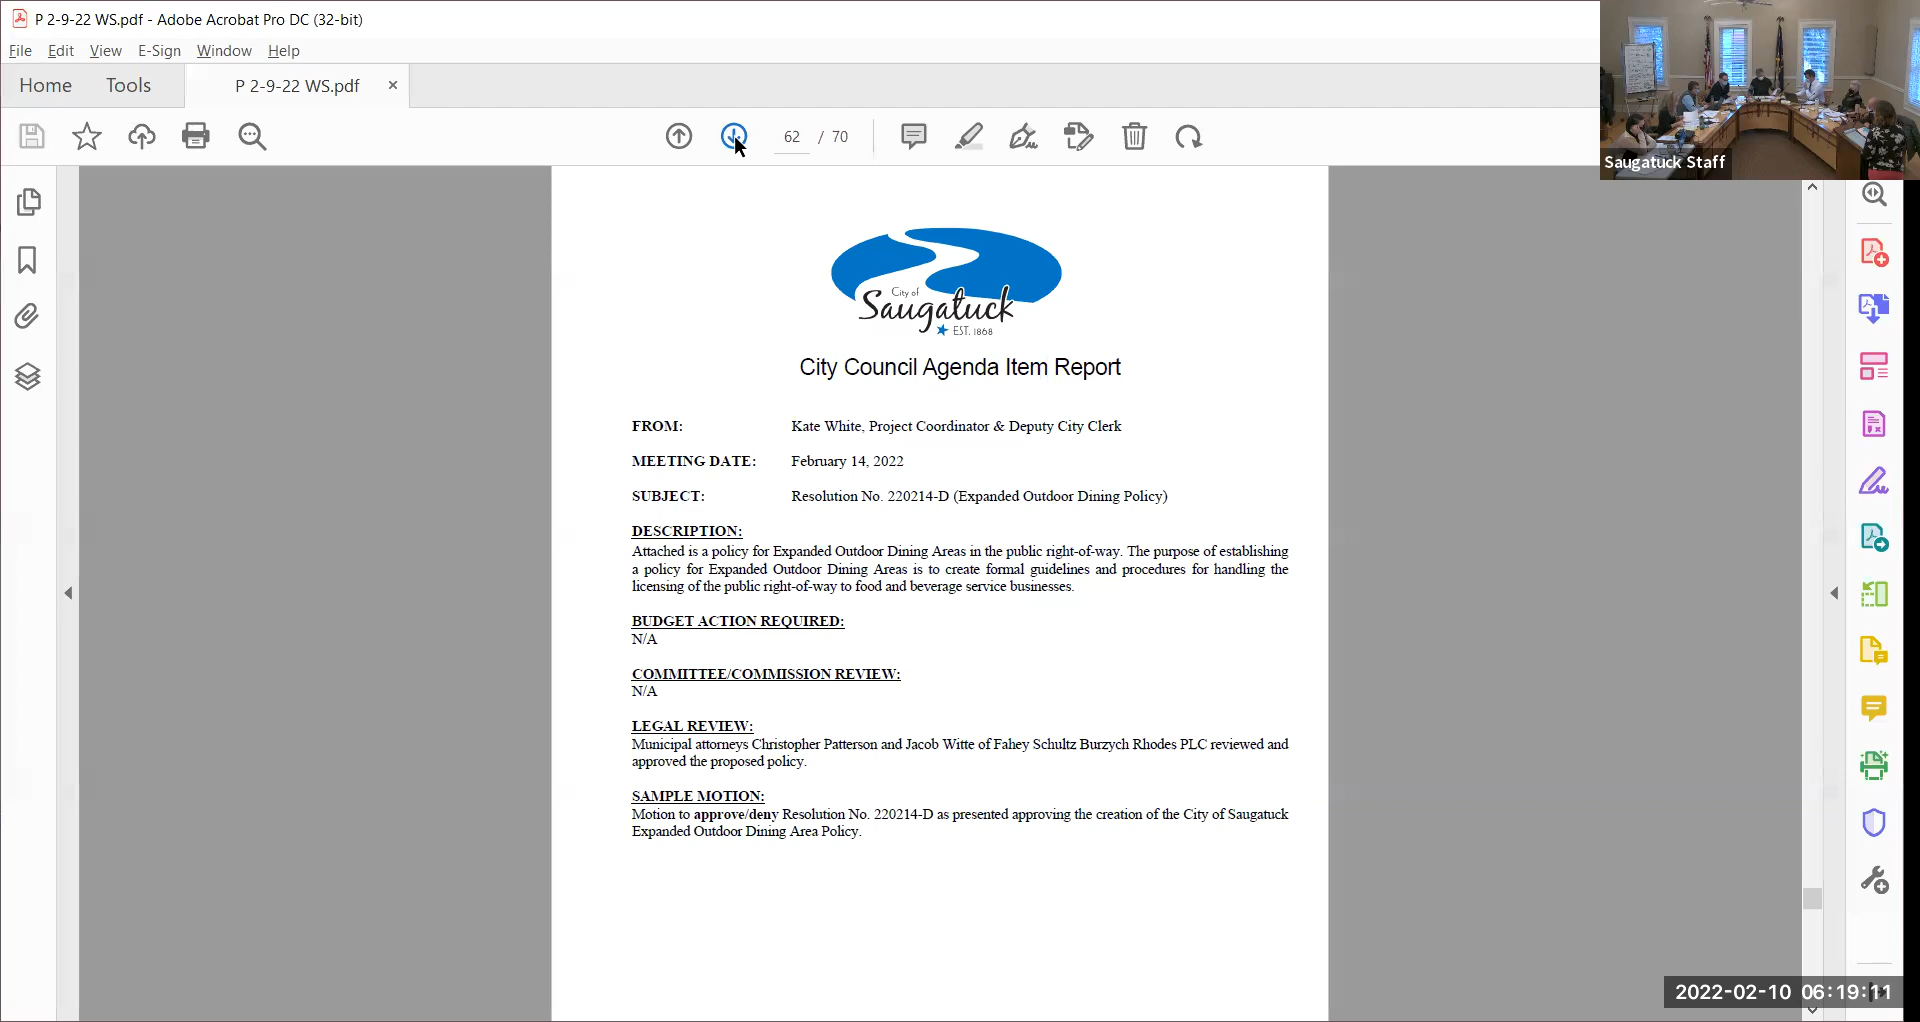 P 2-9-22 WS.pdf - Adobe Acrobat Pro DC (32-bit)
File Edit View E-Sign Window Help
Home Tools P 2-9-22 WS.pdf ×
62 / 70
Saugatuck Staff
City of
Saugatuck
EST. 1868
City Council Agenda Item Report
FROM: Kate White, Project Coordinator & Deputy City Clerk
MEETING DATE: February 14, 2022
SUBJECT: Resolution No. 220214-D (Expanded Outdoor Dining Policy)
DESCRIPTION:
Attached is a policy for Expanded Outdoor Dining Areas in the public right-of-way. The purpose of establishing
a policy for Expanded Outdoor Dining Areas is to create formal guidelines and procedures for handling the
licensing of the public right-of-way to food and beverage service businesses.
BUDGET ACTION REQUIRED:
N/A
COMMITTEE/COMMISSION REVIEW:
N/A
LEGAL REVIEW:
Municipal attorneys Christopher Patterson and Jacob Witte of Fahey Schultz Burzych Rhodes PLC reviewed and
approved the proposed policy.
SAMPLE MOTION:
Motion to approve/deny Resolution No. 220214-D as presented approving the creation of the City of Saugatuck
Expanded Outdoor Dining Area Policy.
2022-02-10 06:19:11